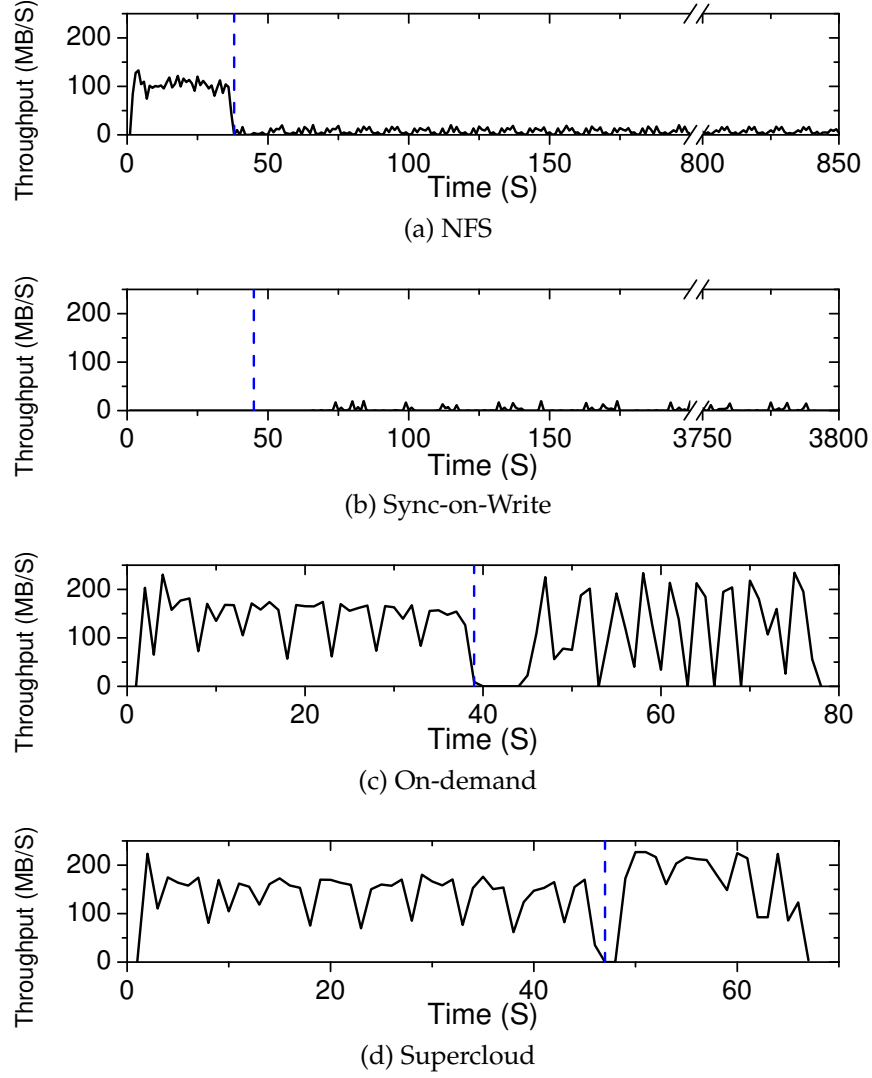 Throughput (MB/S)
200
100
0
0 50 100 150 800 850
Time (S)
(a) NFS
Throughput (MB/S)
200
100
0
0 50 100 150 3750 3800
Time (S)
(b) Sync-on-Write
Throughput (MB/S)
200
100
0
0 20 40 60 80
Time (S)
(c) On-demand
Throughput (MB/S)
200
100
0
0 20 40 60
Time (S)
(d) Supercloud